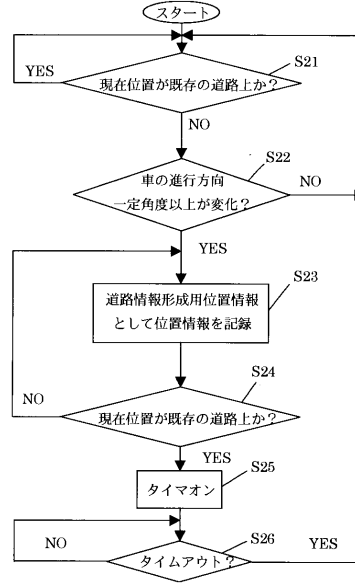 スタート
S21
現在位置が既存の道路上か?
YES
NO
S22
車の進行方向
一定角度以上が変化?
NO
YES
S23
道路情報形成用位置情報
として位置情報を記録
S24
現在位置が既存の道路上か?
NO
YES
S25
タイマオン
S26
タイムアウト?
NO
YES